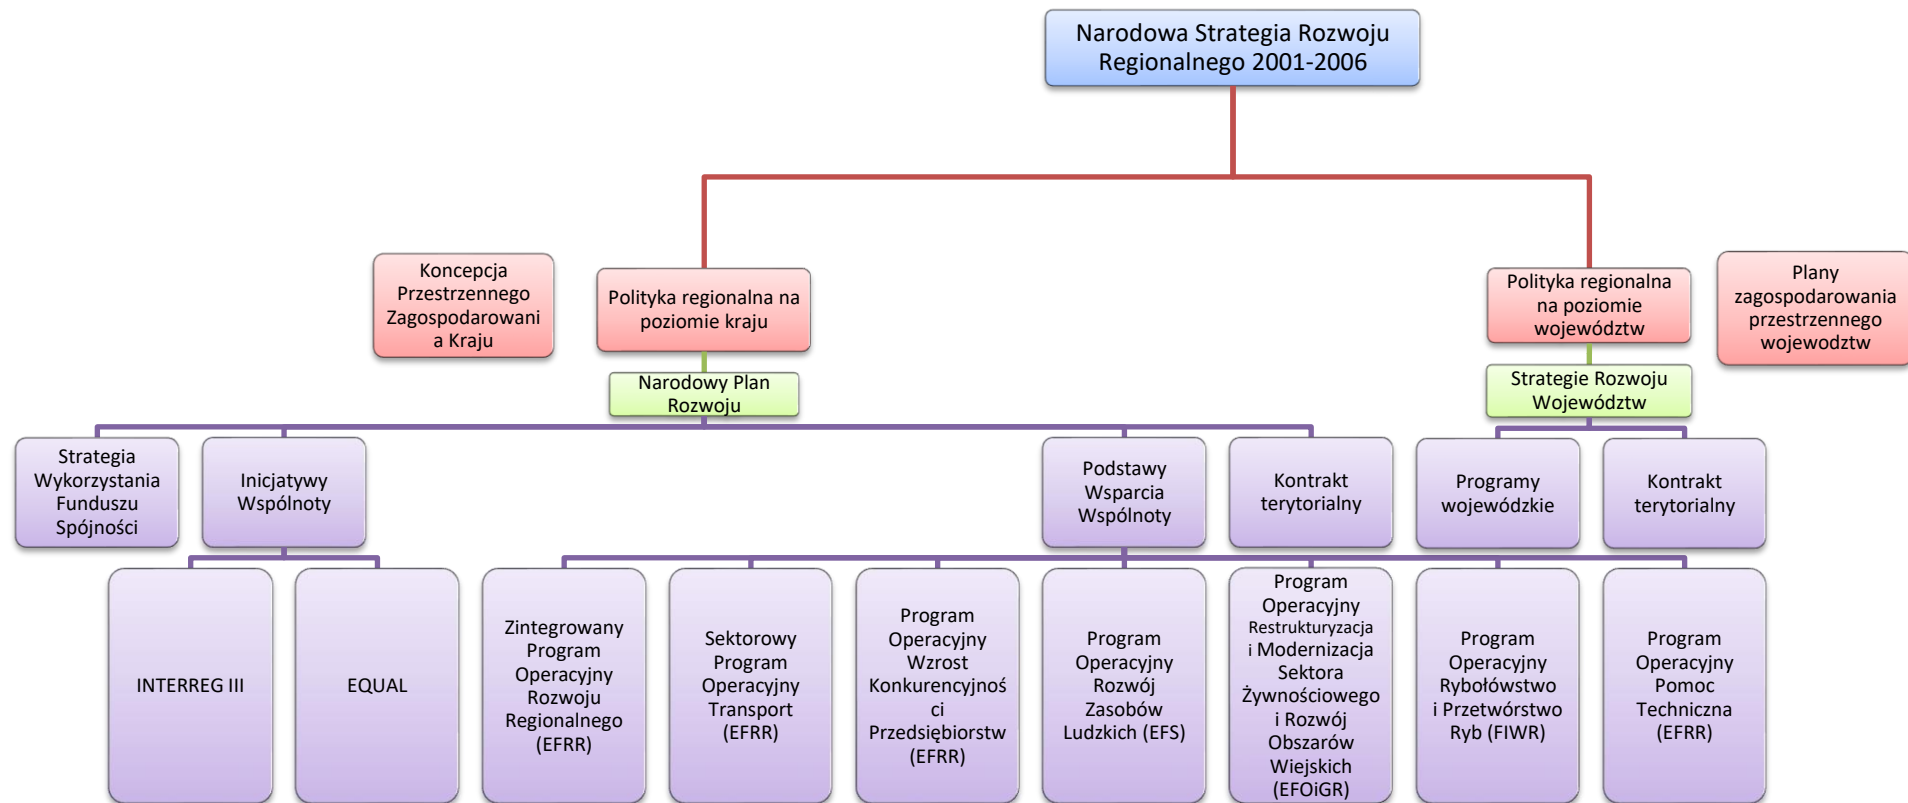 Narodowa Strategia Rozwoju
Regionalnego 2001-2006
Koncepcja
Przestrzennego
Zagospodarowani
a Kraju
Polityka regionalna na
poziomie kraju
Polityka regionalna
na poziomie
województw
Plany
zagospodarowania
przestrzennego
wojewodztw
Narodowy Plan
Rozwoju
Strategie Rozwoju
Województw
Strategia
Wykorzystania
Funduszu
Spójności
Inicjatywy
Wspólnoty
Podstawy
Wsparcia
Wspólnoty
Kontrakt
terytorialny
Programy
wojewódzkie
Kontrakt
terytorialny
INTERREG III
EQUAL
Zintegrowany
Program
Operacyjny
Rozwoju
Regionalnego
(EFRR)
Sektorowy
Program
Operacyjny
Transport
(EFRR)
Program
Operacyjny
Wzrost
Konkurencyjnoś
ci
Przedsiębiorstw
(EFRR)
Program
Operacyjny
Rozwój
Zasobów
Ludzkich (EFS)
Program
Operacyjny
Restrukturyzacja
i Modernizacja
Sektora
Żywnościowego
i Rozwój
Obszarów
Wiejskich
(EFOiGR)
Program
Operacyjny
Rybołówstwo
i Przetwórstwo
Ryb (FIWR)
Program
Operacyjny
Pomoc
Techniczna
(EFRR)